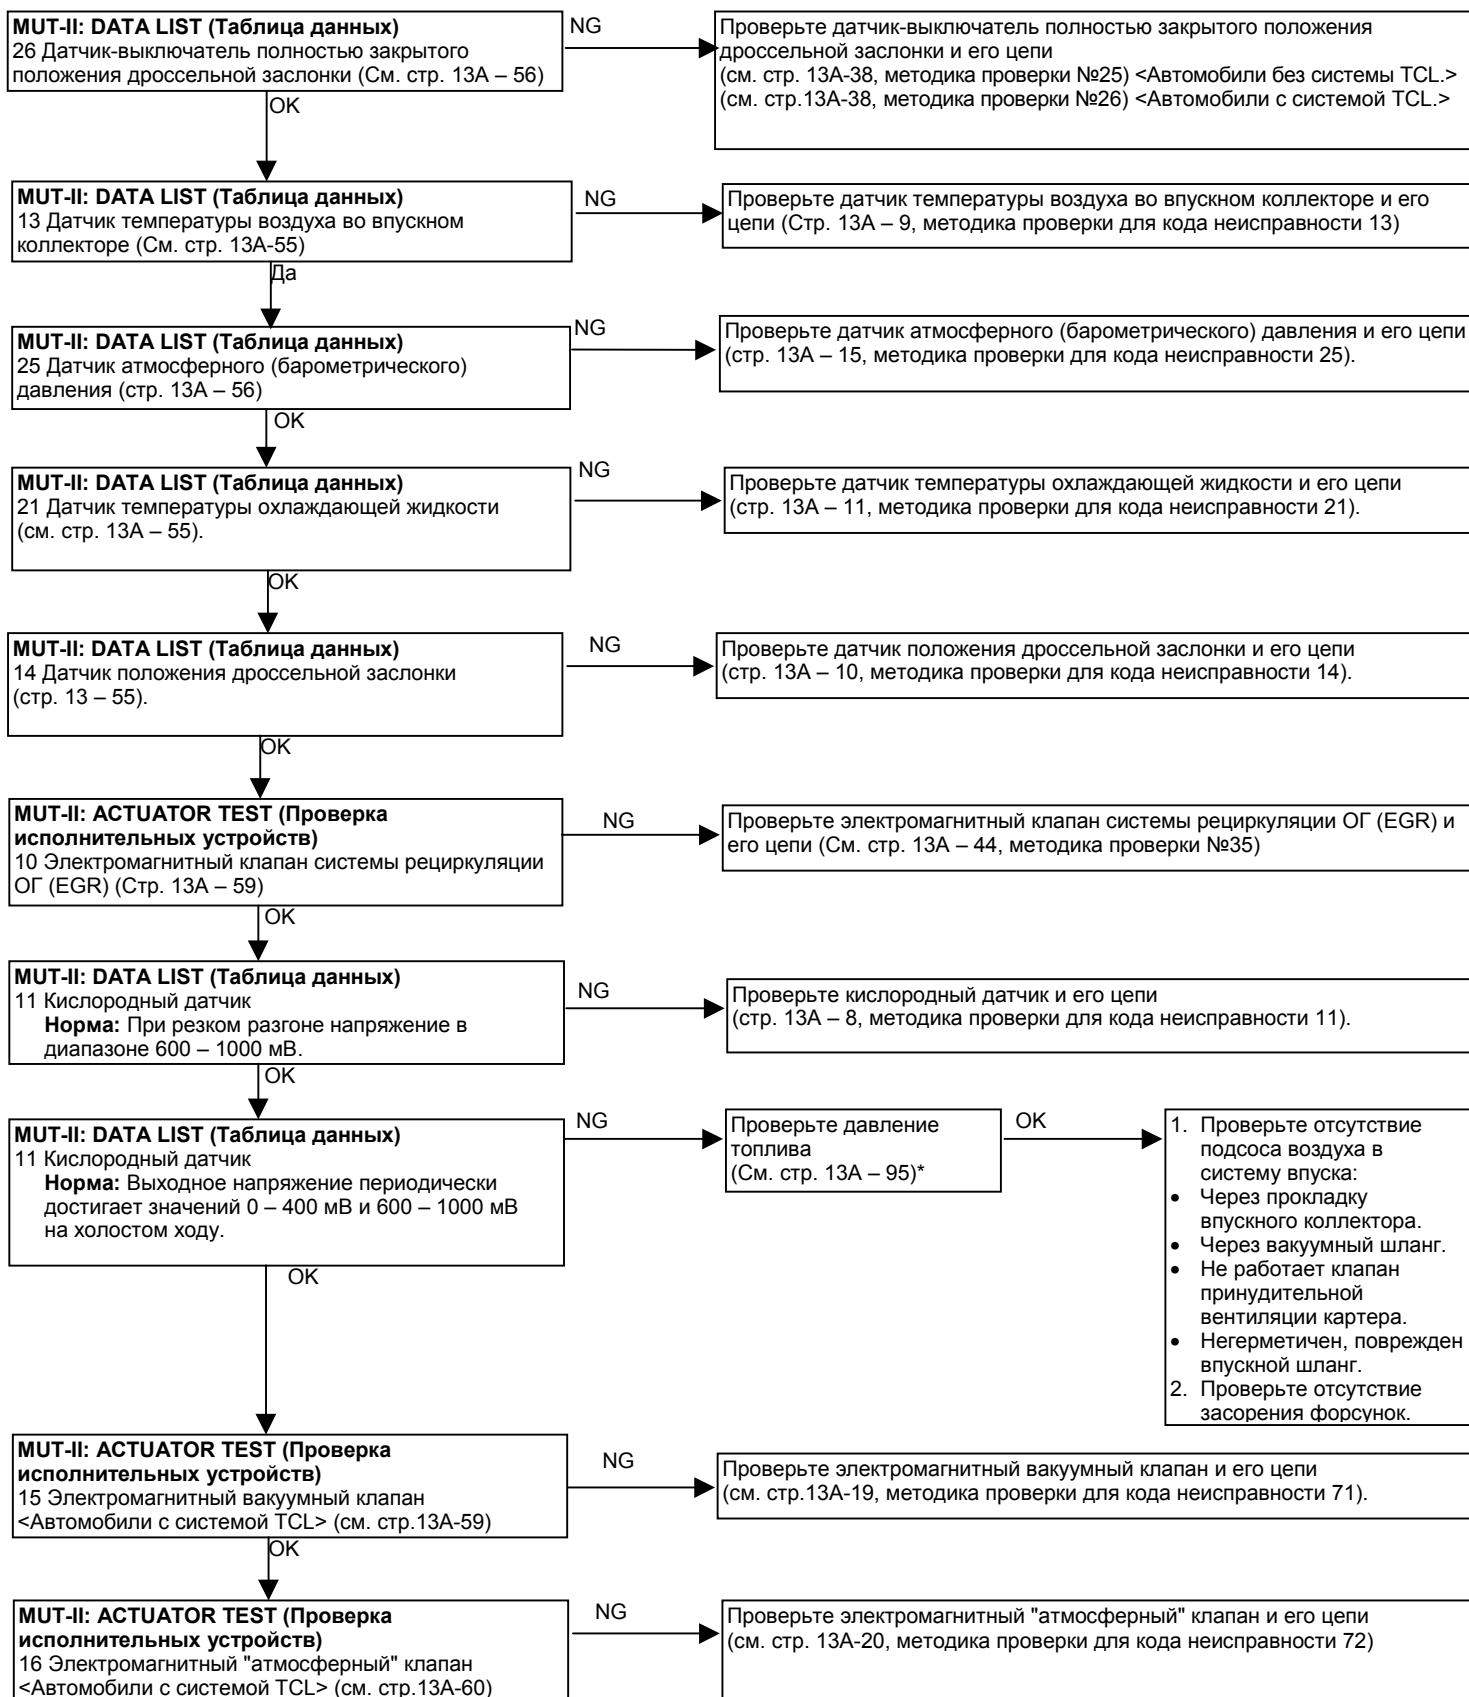 MUT-II: DATA LIST (Таблица данных)
26 Датчик-выключатель полностью закрытого
положения дроссельной заслонки (См. стр. 13А – 56)
NG
Проверьте датчик-выключатель полностью закрытого положения
дроссельной заслонки и его цепи
(см. стр. 13А-38, методика проверки №25) <Автомобили без системы TCL.>
(см. стр.13А-38, методика проверки №26) <Автомобили с системой TCL.>
OK
MUT-II: DATA LIST (Таблица данных)
13 Датчик температуры воздуха во впускном
коллекторе (См. стр. 13А-55)
NG
Проверьте датчик температуры воздуха во впускном коллекторе и его
цепи (Стр. 13А – 9, методика проверки для кода неисправности 13)
Да
MUT-II: DATA LIST (Таблица данных)
25 Датчик атмосферного (барометрического)
давления (стр. 13А – 56)
NG
Проверьте датчик атмосферного (барометрического) давления и его цепи
(стр. 13А – 15, методика проверки для кода неисправности 25).
OK
MUT-II: DATA LIST (Таблица данных)
21 Датчик температуры охлаждающей жидкости
(см. стр. 13А – 55).
NG
Проверьте датчик температуры охлаждающей жидкости и его цепи
(стр. 13А – 11, методика проверки для кода неисправности 21).
OK
MUT-II: DATA LIST (Таблица данных)
14 Датчик положения дроссельной заслонки
(стр. 13 – 55).
NG
Проверьте датчик положения дроссельной заслонки и его цепи
(стр. 13А – 10, методика проверки для кода неисправности 14).
OK
MUT-II: ACTUATOR TEST (Проверка
исполнительных устройств)
10 Электромагнитный клапан системы рециркуляции
ОГ (EGR) (Стр. 13А – 59)
NG
Проверьте электромагнитный клапан системы рециркуляции ОГ (EGR) и
его цепи (См. стр. 13А – 44, методика проверки №35)
OK
MUT-II: DATA LIST (Таблица данных)
11 Кислородный датчик
Норма: При резком разгоне напряжение в
диапазоне 600 – 1000 мВ.
NG
Проверьте кислородный датчик и его цепи
(стр. 13А – 8, методика проверки для кода неисправности 11).
OK
MUT-II: DATA LIST (Таблица данных)
11 Кислородный датчик
Норма: Выходное напряжение периодически
достигает значений 0 – 400 мВ и 600 – 1000 мВ
на холостом ходу.
NG
Проверьте давление
топлива
(См. стр. 13А – 95)*
OK
1. Проверьте отсутствие
подсоса воздуха в
систему впуска:
• Через прокладку
впускного коллектора.
• Через вакуумный шланг.
• Не работает клапан
принудительной
вентиляции картера.
• Негерметичен, поврежден
впускной шланг.
2. Проверьте отсутствие
засорения форсунок.
OK
MUT-II: ACTUATOR TEST (Проверка
исполнительных устройств)
15 Электромагнитный вакуумный клапан
<Автомобили с системой TCL> (см. стр.13А-59)
NG
Проверьте электромагнитный вакуумный клапан и его цепи
(см. стр.13А-19, методика проверки для кода неисправности 71).
OK
MUT-II: ACTUATOR TEST (Проверка
исполнительных устройств)
16 Электромагнитный "атмосферный" клапан
<Автомобили с системой TCL> (см. стр.13А-60)
NG
Проверьте электромагнитный "атмосферный" клапан и его цепи
(см. стр. 13А-20, методика проверки для кода неисправности 72)